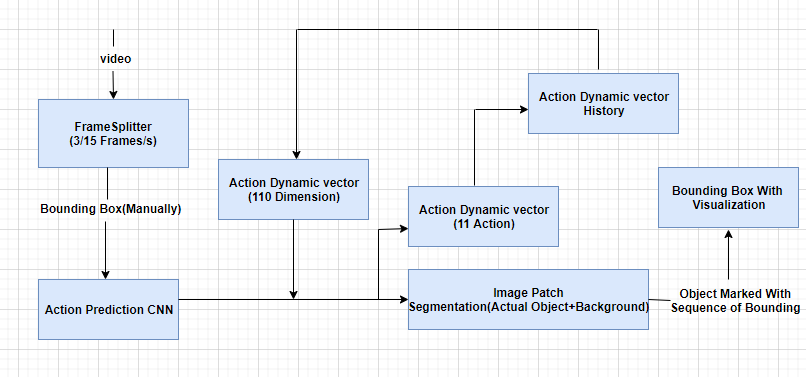 video
FrameSplitter
(3/15 Frames/s)
Bounding Box(Manually)
Action Prediction CNN
Action Dynamic vector
(110 Dimension)
Action Dynamic vector
(11 Action)
Action Dynamic vector
History
Image Patch
Segmentation(Actual Object+Background)
Object Marked With
Sequence of Bounding
Bounding Box With
Visualization